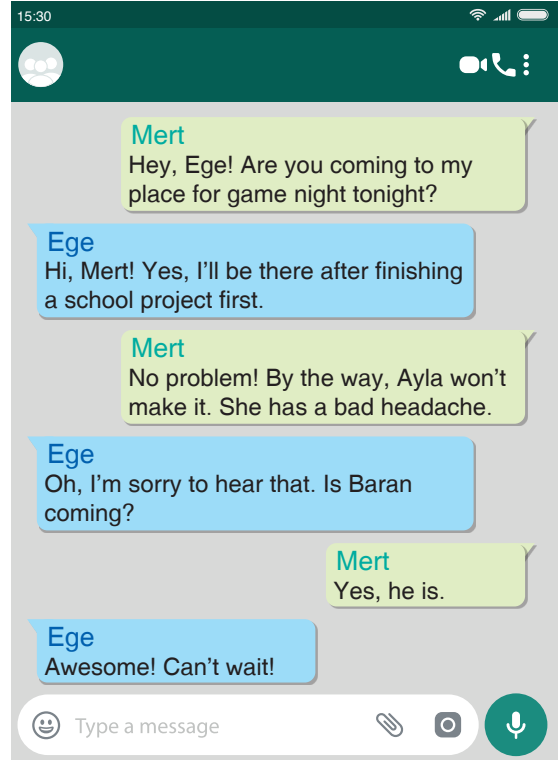 15:30
Mert
Hey, Ege! Are you coming to my
place for game night tonight?
Ege
Hi, Mert! Yes, I’ll be there after finishing
a school project first.
Mert
No problem! By the way, Ayla won’t
make it. She has a bad headache.
Ege
Oh, I’m sorry to hear that. Is Baran
coming?
Mert
Yes, he is.
Ege
Awesome! Can’t wait!
Type a message